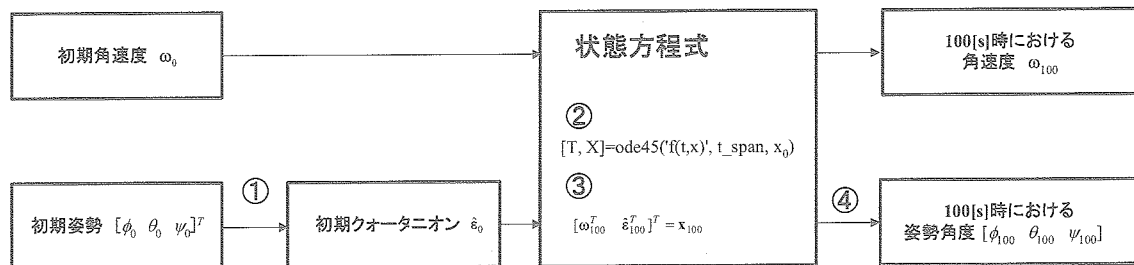 初期角速度 ω₀
状態方程式
100[s]時における
角速度 ω₁₀₀
②
[T, X]=ode45('f(t,x)', t_span, x₀)
③
[ω₁₀₀ᵀ ε̂₁₀₀ᵀ]ᵀ = x₁₀₀
初期姿勢 [ϕ₀ θ₀ ψ₀]ᵀ
①
初期クォータニオン ε̂₀
④
100[s]時における
姿勢角度 [ϕ₁₀₀ θ₁₀₀ ψ₁₀₀]